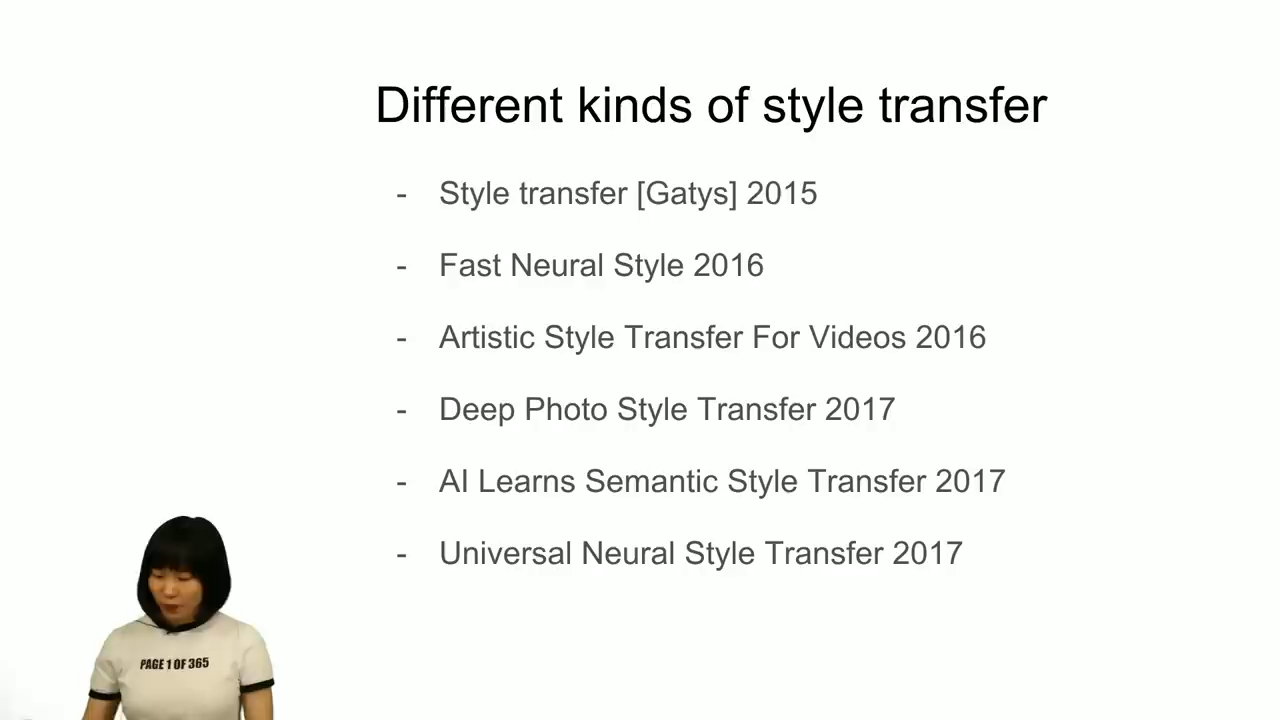 Different kinds of style transfer
- Style transfer [Gatys] 2015
- Fast Neural Style 2016
- Artistic Style Transfer For Videos 2016
- Deep Photo Style Transfer 2017
- AI Learns Semantic Style Transfer 2017
- Universal Neural Style Transfer 2017
PAGE 1 OF 365